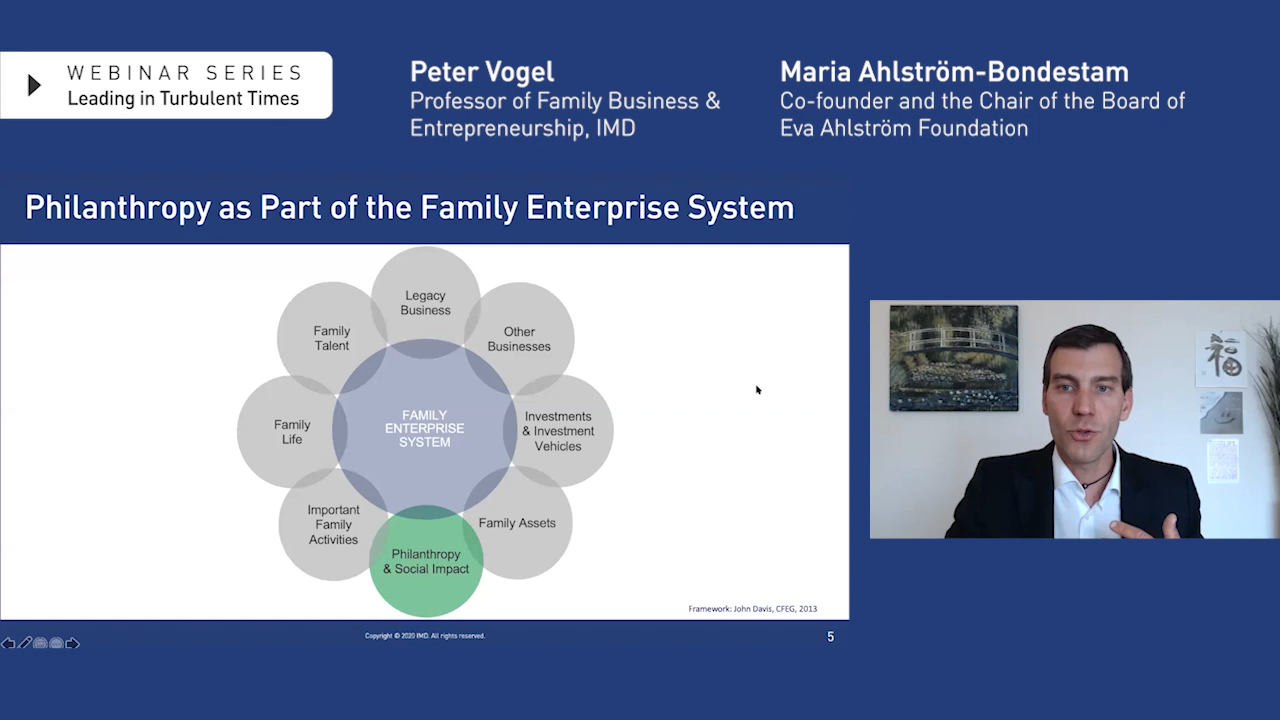 WEBINAR SERIES
Leading in Turbulent Times
Peter Vogel
Professor of Family Business &
Entrepreneurship, IMD
Maria Ahlström-Bondestam
Co-founder and the Chair of the Board of
Eva Ahlström Foundation
Philanthropy as Part of the Family Enterprise System
Legacy
Business
Family
Talent
Other
Businesses
Family
Life
FAMILY
ENTERPRISE
SYSTEM
Investments
& Investment
Vehicles
Important
Family
Activities
Family Assets
Philanthropy
& Social Impact
Framework: John Davis, CFEG, 2013
Copyright © 2020 IMD. All rights reserved.
5
福